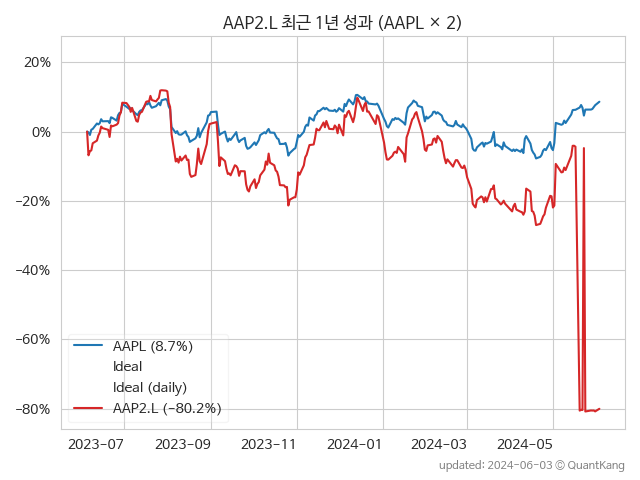 AAP2.L 최근 1년 성과 (AAPL × 2)
20%
0%
−20%
−40%
−60%
−80%
AAPL (8.7%)
Ideal
Ideal (daily)
AAP2.L (−80.2%)
2023-07 2023-09 2023-11 2024-01 2024-03 2024-05
updated: 2024-06-03 © QuantKang